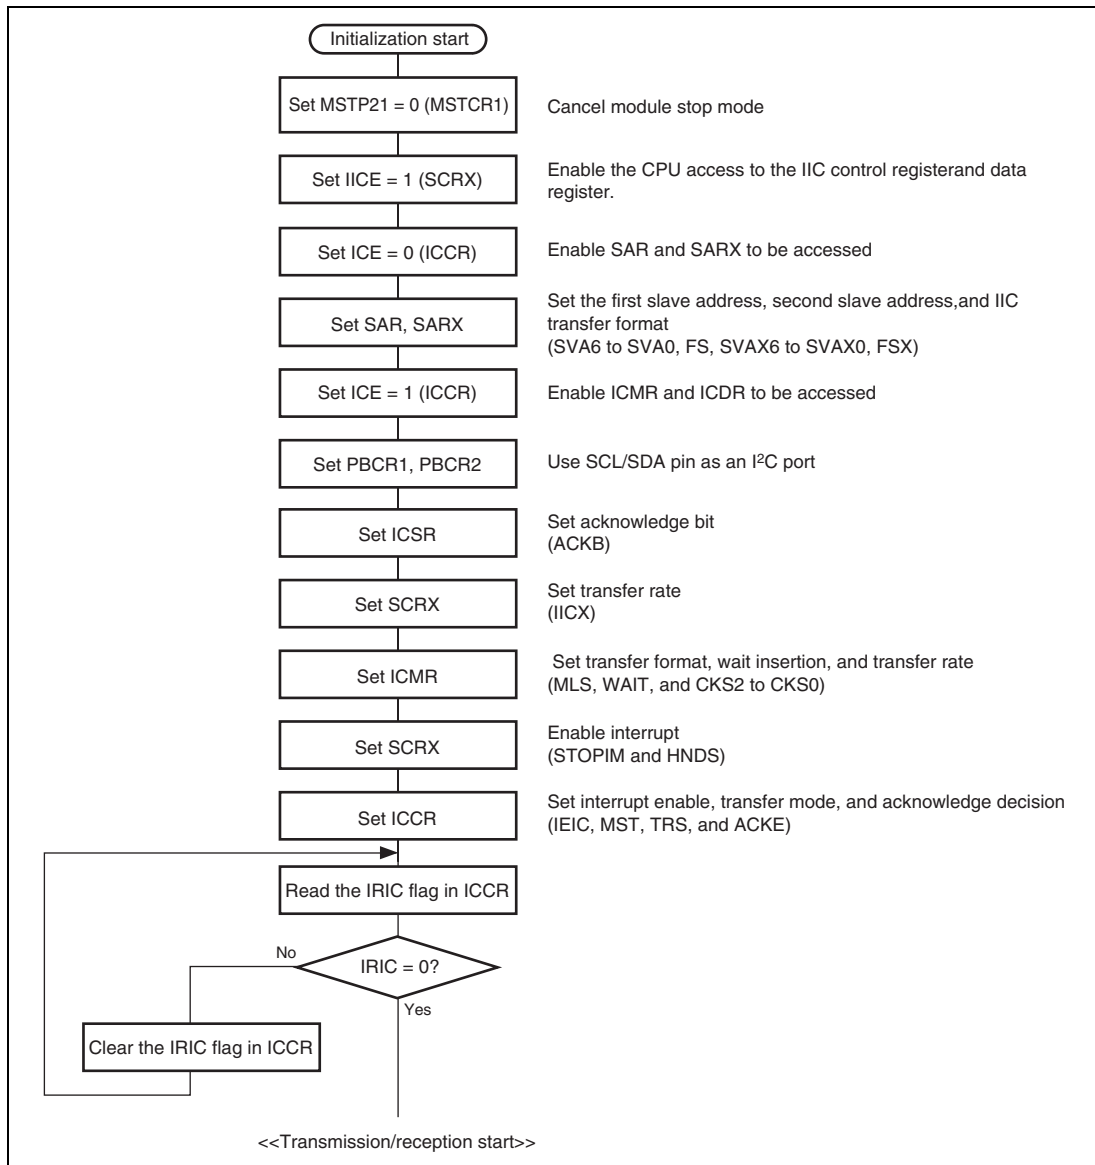 Initialization start
Set MSTP21 = 0 (MSTCR1)
Cancel module stop mode
Set IICE = 1 (SCRX)
Enable the CPU access to the IIC control registerand data
register.
Set ICE = 0 (ICCR)
Enable SAR and SARX to be accessed
Set SAR, SARX
Set the first slave address, second slave address,and IIC
transfer format
(SVA6 to SVA0, FS, SVAX6 to SVAX0, FSX)
Set ICE = 1 (ICCR)
Enable ICMR and ICDR to be accessed
Set PBCR1, PBCR2
Use SCL/SDA pin as an I²C port
Set ICSR
Set acknowledge bit
(ACKB)
Set SCRX
Set transfer rate
(IICX)
Set ICMR
Set transfer format, wait insertion, and transfer rate
(MLS, WAIT, and CKS2 to CKS0)
Set SCRX
Enable interrupt
(STOPIM and HNDS)
Set ICCR
Set interrupt enable, transfer mode, and acknowledge decision
(IEIC, MST, TRS, and ACKE)
Read the IRIC flag in ICCR
No
IRIC = 0?
Yes
Clear the IRIC flag in ICCR
<<Transmission/reception start>>